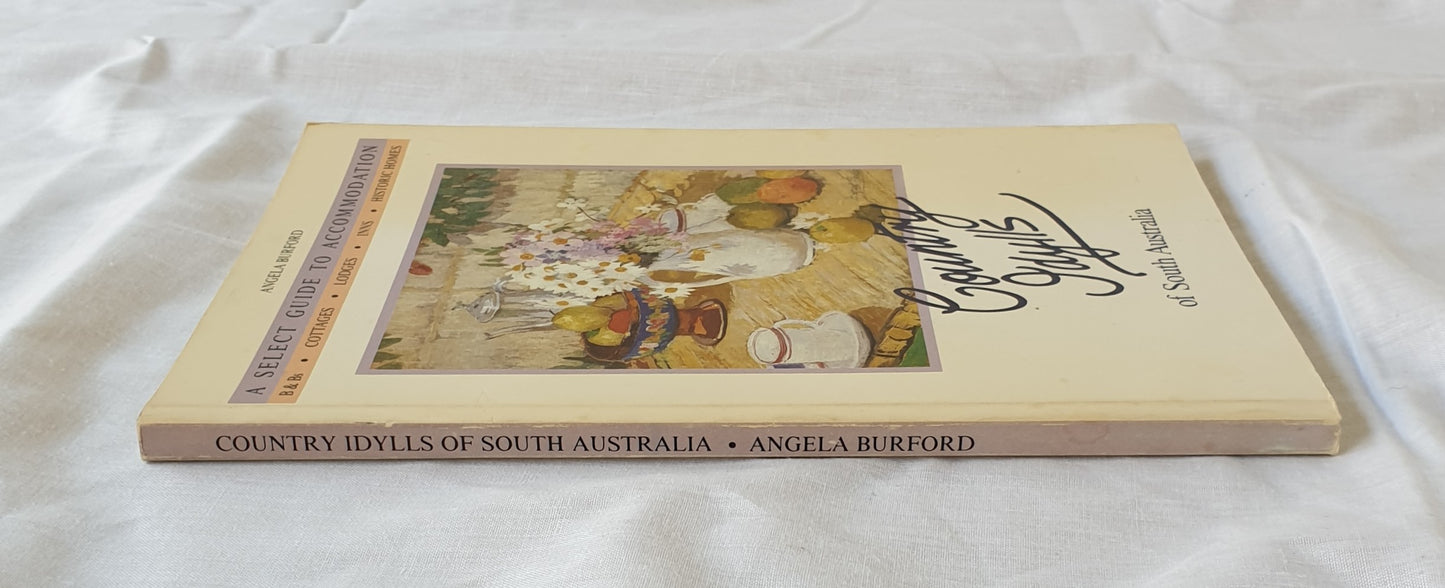 Country
Idylls
of South Australia
A SELECT GUIDE TO ACCOMMODATION
B & Bs • COTTAGES • LODGES • INNS • HISTORIC HOMES
ANGELA BURFORD
COUNTRY IDYLLS OF SOUTH AUSTRALIA • ANGELA BURFORD